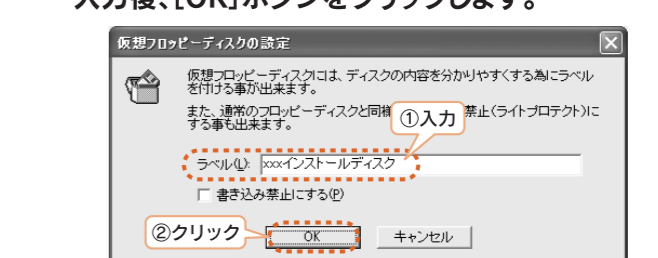 入力後、［OK］ボタンをクリックします。
仮想フロッピーディスクの設定
仮想フロッピーディスクには、ディスクの内容を分かりやすくする為にラベル
を付ける事が出来ます。
また、通常のフロッピーディスクと同様 禁止(ライトプロテクト)に
する事も出来ます。
①入力
ラベル(L): xxxインストールディスク
書き込み禁止にする(P)
②クリック
OK キャンセル